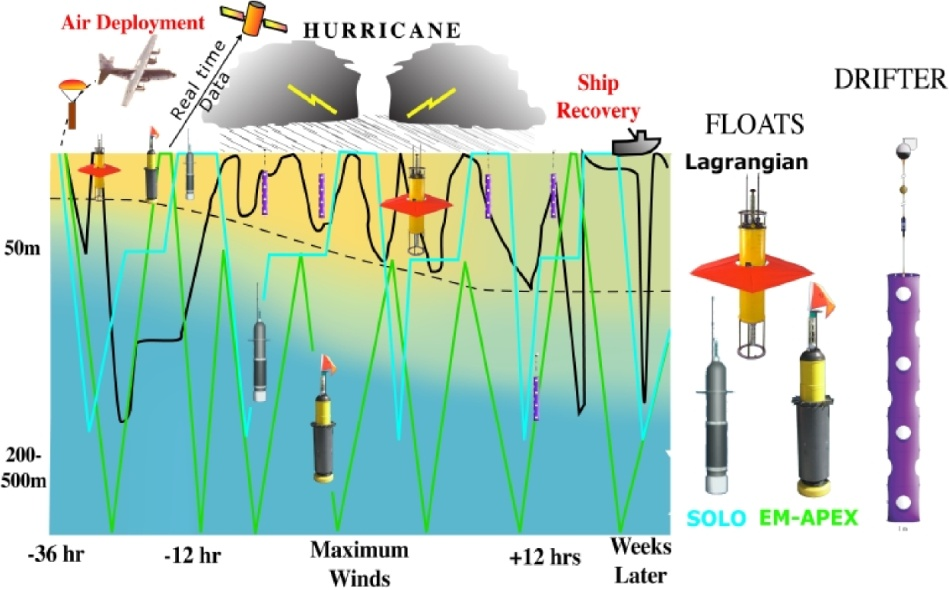 Air Deployment
Real time
Data
HURRICANE
Ship
Recovery
DRIFTER
FLOATS
Lagrangian
50m
200-
500m
SOLO
EM-APEX
-36 hr
-12 hr
Maximum
Winds
+12 hrs
Weeks
Later